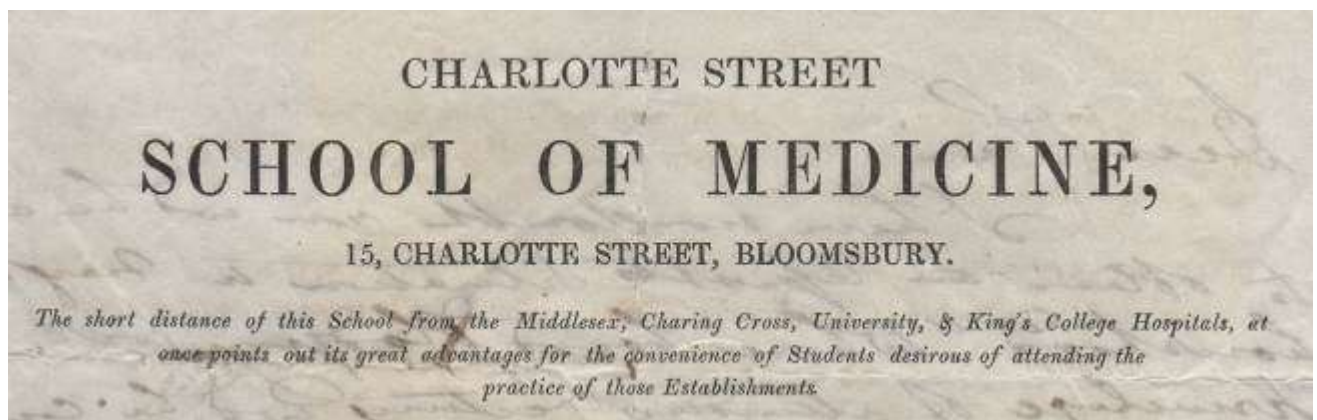 CHARLOTTE STREET
SCHOOL OF MEDICINE,
15, CHARLOTTE STREET, BLOOMSBURY.
The short distance of this School from the Middlesex, Charing Cross, University, & King's College Hospitals, at
once points out its great advantages for the convenience of Students desirous of attending the
practice of those Establishments.